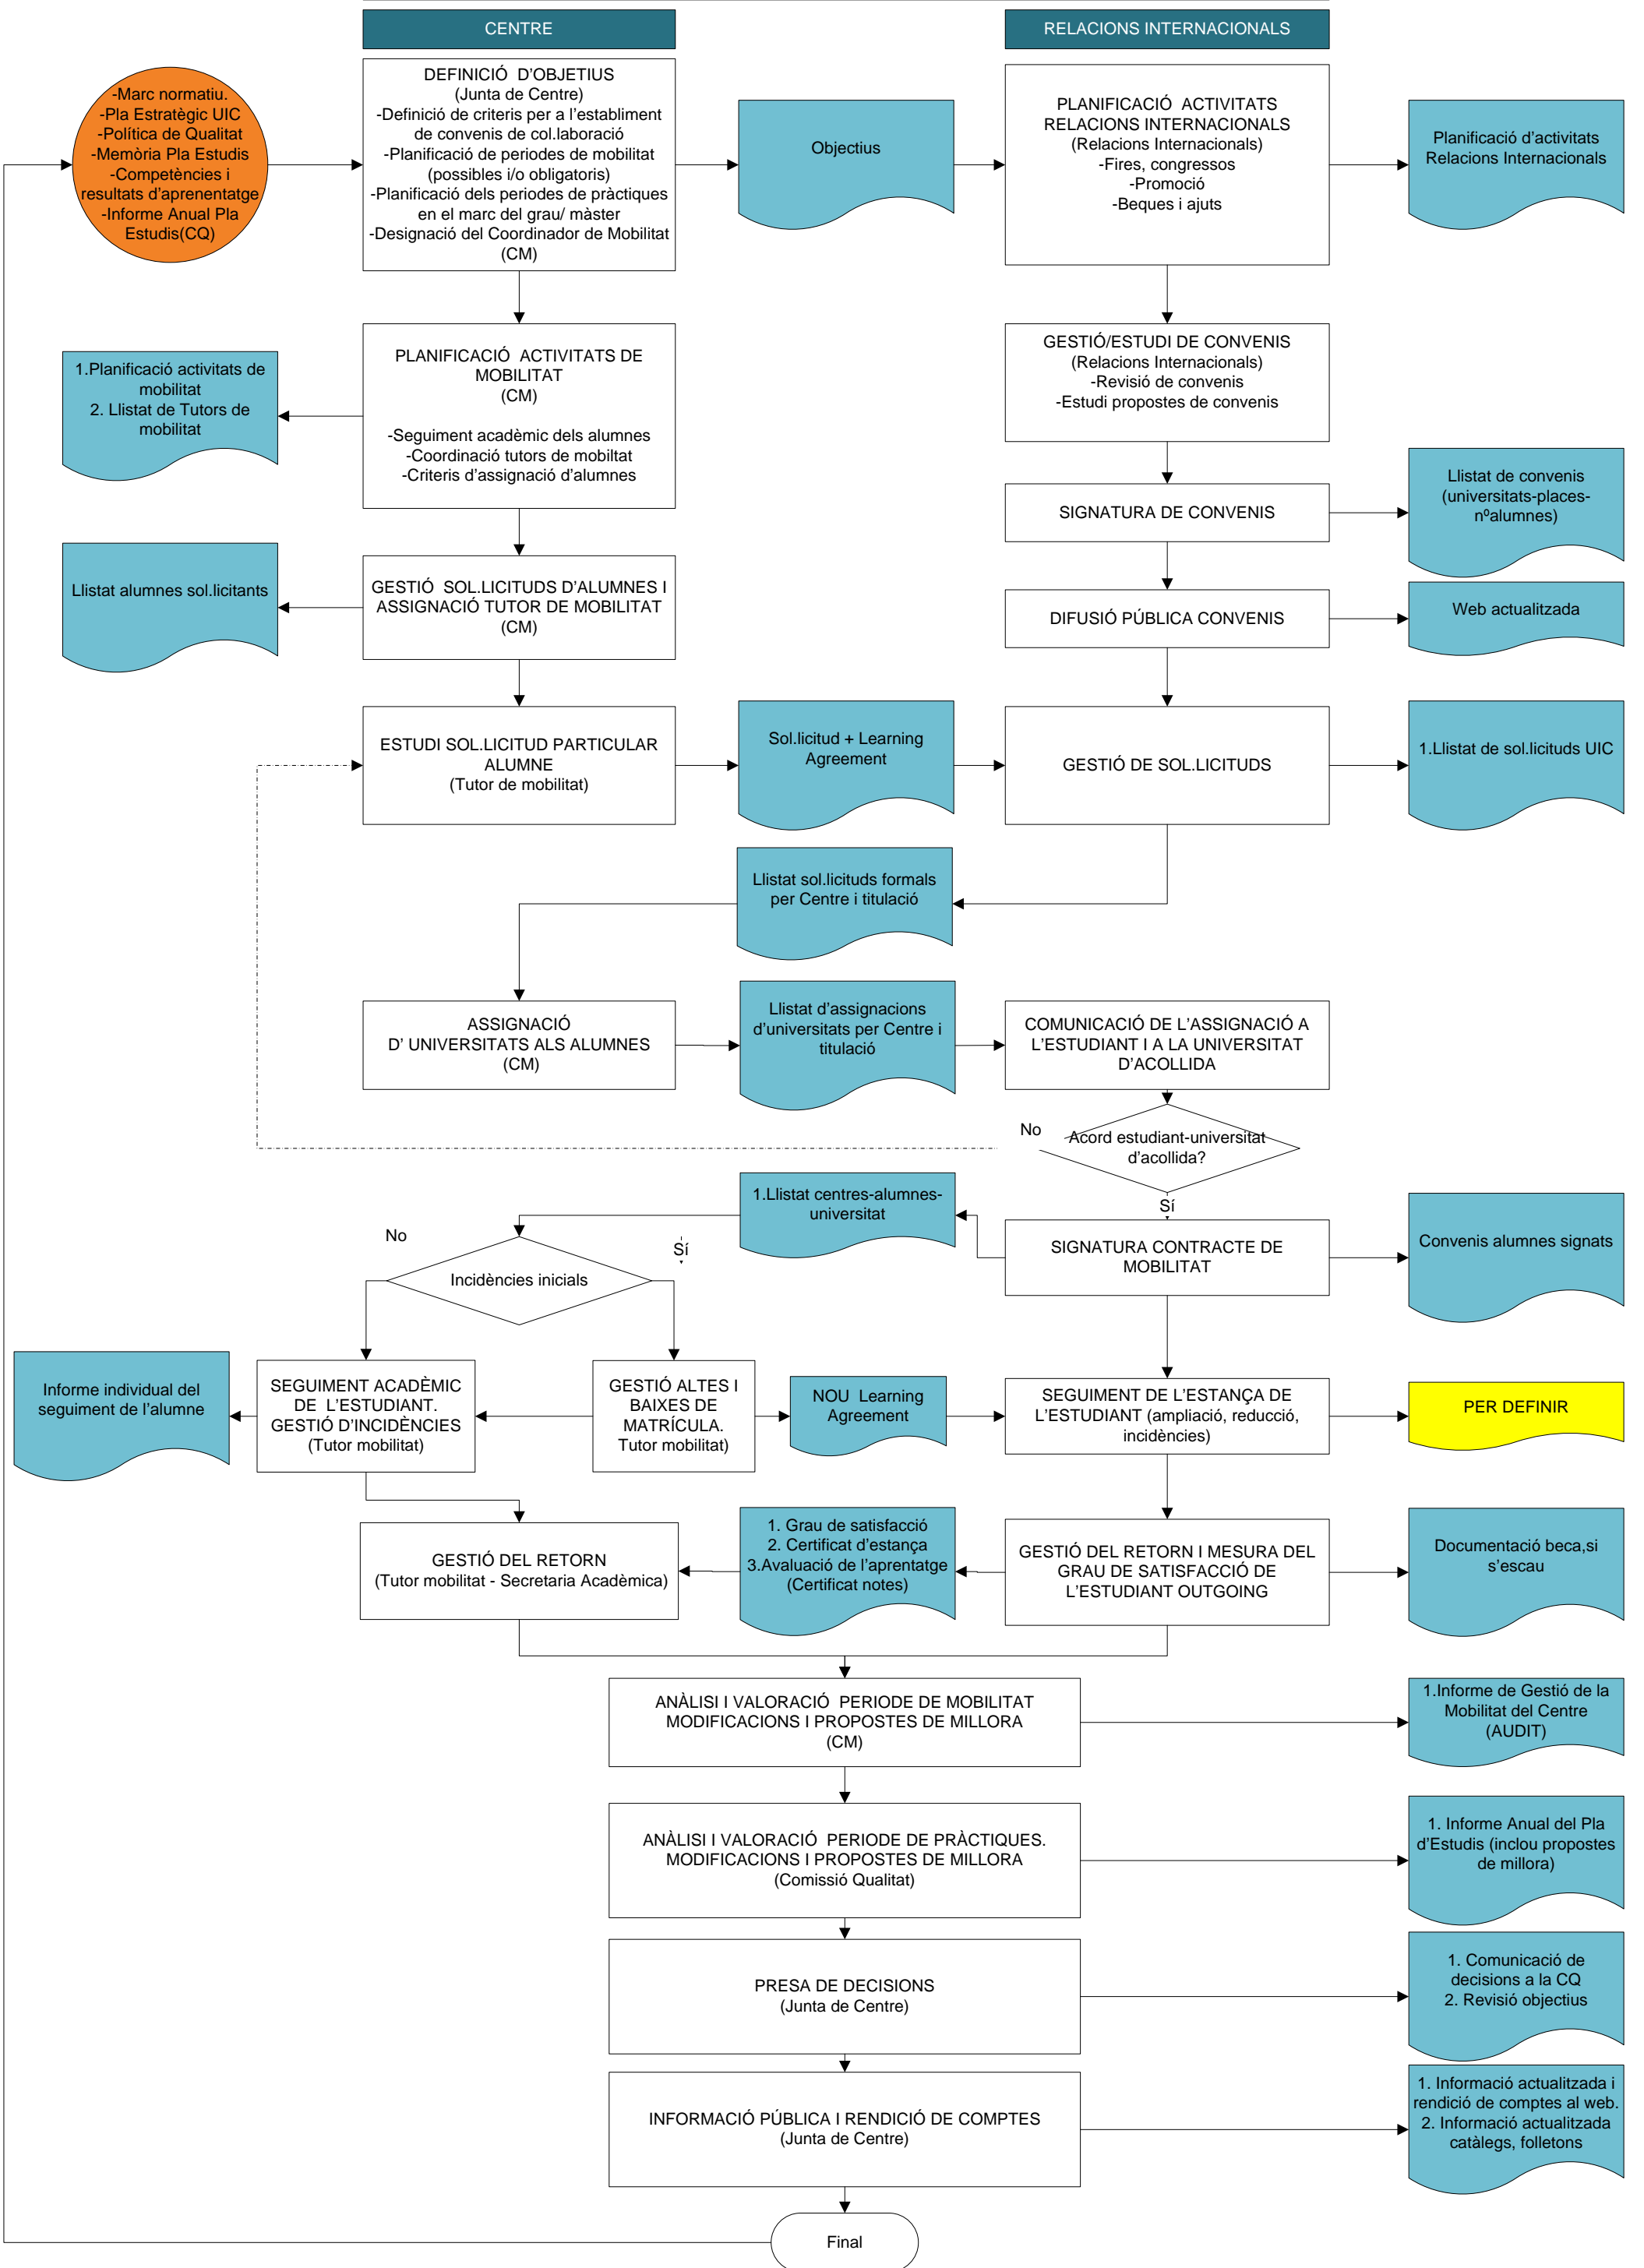 CENTRE
RELACIONS INTERNACIONALS
-Marc normatiu.
-Pla Estratègic UIC
-Política de Qualitat
-Memòria Pla Estudis
-Competències i
resultats d'aprenentatge
-Informe Anual Pla
Estudis(CQ)
DEFINICIÓ D'OBJETIUS
(Junta de Centre)
-Definició de criteris per a l'establiment
de convenis de col.laboració
-Planificació de periodes de mobilitat
(possibles i/o obligatoris)
-Planificació dels periodes de pràctiques
en el marc del grau/ màster
-Designació del Coordinador de Mobilitat
(CM)
Objectius
PLANIFICACIÓ ACTIVITATS
RELACIONS INTERNACIONALS
(Relacions Internacionals)
-Fires, congressos
-Promoció
-Beques i ajuts
Planificació d'activitats
Relacions Internacionals
1.Planificació activitats de
mobilitat
2. Llistat de Tutors de
mobilitat
PLANIFICACIÓ ACTIVITATS DE
MOBILITAT
(CM)
-Seguiment acadèmic dels alumnes
-Coordinació tutors de mobiltat
-Criteris d'assignació d'alumnes
GESTIÓ/ESTUDI DE CONVENIS
(Relacions Internacionals)
-Revisió de convenis
-Estudi propostes de convenis
SIGNATURA DE CONVENIS
Llistat de convenis
(universitats-places-
nºalumnes)
Llistat alumnes sol.licitants
GESTIÓ SOL.LICITUDS D'ALUMNES I
ASSIGNACIÓ TUTOR DE MOBILITAT
(CM)
DIFUSIÓ PÚBLICA CONVENIS
Web actualitzada
ESTUDI SOL.LICITUD PARTICULAR
ALUMNE
(Tutor de mobilitat)
Sol.licitud + Learning
Agreement
GESTIÓ DE SOL.LICITUDS
1.Llistat de sol.licituds UIC
Llistat sol.licituds formals
per Centre i titulació
ASSIGNACIÓ
D' UNIVERSITATS ALS ALUMNES
(CM)
Llistat d'assignacions
d'universitats per Centre i
titulació
COMUNICACIÓ DE L'ASSIGNACIÓ A
L'ESTUDIANT I A LA UNIVERSITAT
D'ACOLLIDA
No
Acord estudiant-universitat
d'acollida?
Sí
1.Llistat centres-alumnes-
universitat
SIGNATURA CONTRACTE DE
MOBILITAT
Convenis alumnes signats
No
Sí
Incidències inicials
Informe individual del
seguiment de l'alumne
SEGUIMENT ACADÈMIC
DE L'ESTUDIANT.
GESTIÓ D'INCIDÈNCIES
(Tutor mobilitat)
GESTIÓ ALTES I
BAIXES DE
MATRÍCULA.
Tutor mobilitat)
NOU Learning
Agreement
SEGUIMENT DE L'ESTANÇA DE
L'ESTUDIANT (ampliació, reducció,
incidències)
PER DEFINIR
GESTIÓ DEL RETORN
(Tutor mobilitat - Secretaria Acadèmica)
1. Grau de satisfacció
2. Certificat d'estança
3.Avaluació de l'aprentatge
(Certificat notes)
GESTIÓ DEL RETORN I MESURA DEL
GRAU DE SATISFACCIÓ DE
L'ESTUDIANT OUTGOING
Documentació beca,si
s'escau
ANÀLISI I VALORACIÓ PERIODE DE MOBILITAT
MODIFICACIONS I PROPOSTES DE MILLORA
(CM)
1.Informe de Gestió de la
Mobilitat del Centre
(AUDIT)
ANÀLISI I VALORACIÓ PERIODE DE PRÀCTIQUES.
MODIFICACIONS I PROPOSTES DE MILLORA
(Comissió Qualitat)
1. Informe Anual del Pla
d'Estudis (inclou propostes
de millora)
PRESA DE DECISIONS
(Junta de Centre)
1. Comunicació de
decisions a la CQ
2. Revisió objectius
INFORMACIÓ PÚBLICA I RENDICIÓ DE COMPTES
(Junta de Centre)
1. Informació actualitzada i
rendició de comptes al web.
2. Informació actualitzada
catàlegs, folletons
Final